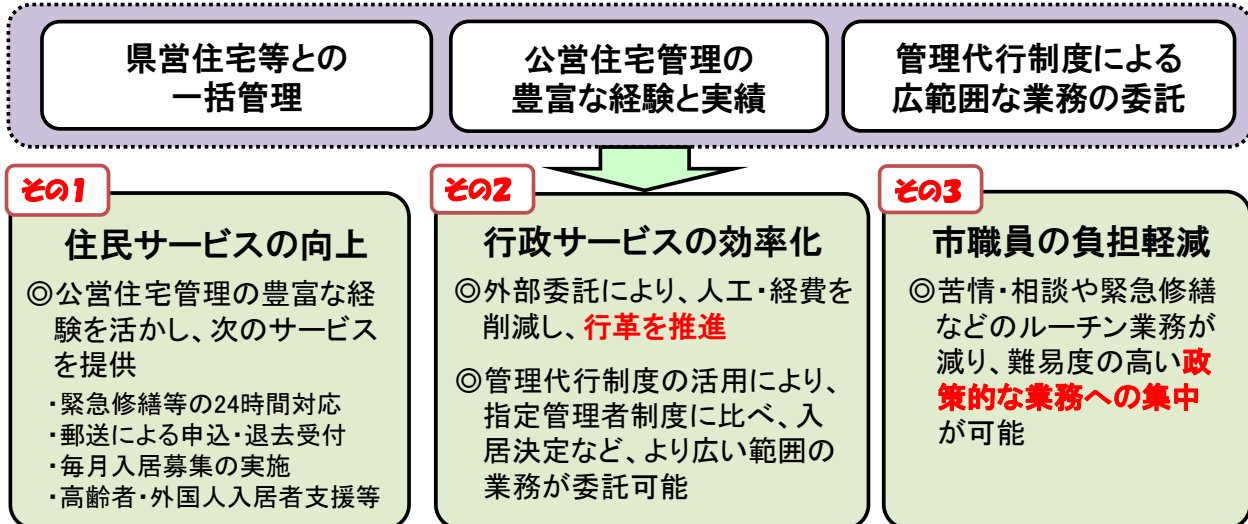 県営住宅等との
一括管理
公営住宅管理の
豊富な経験と実績
管理代行制度による
広範囲な業務の委託
その1
住民サービスの向上
◎公営住宅管理の豊富な経
験を活かし、次のサービス
を提供
・緊急修繕等の24時間対応
・郵送による申込・退去受付
・毎月入居募集の実施
・高齢者・外国人入居者支援等
その2
行政サービスの効率化
◎外部委託により、人工・経費を
削減し、行革を推進
◎管理代行制度の活用により、
指定管理者制度に比べ、入
居決定など、より広い範囲の
業務が委託可能
その3
市職員の負担軽減
◎苦情・相談や緊急修繕
などのルーチン業務が
減り、難易度の高い政
策的な業務への集中
が可能